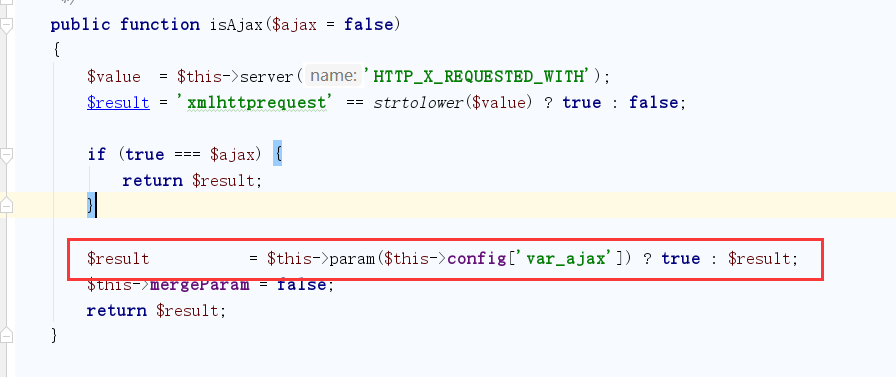 */
public function isAjax($ajax = false)
{
$value  = $this->server( name: 'HTTP_X_REQUESTED_WITH');
$result = 'xmlhttprequest' == strtolower($value) ? true : false;
if (true === $ajax) {
return $result;
}
$result           = $this->param($this->config['var_ajax']) ? true : $result;
$this->mergeParam = false;
return $result;
}